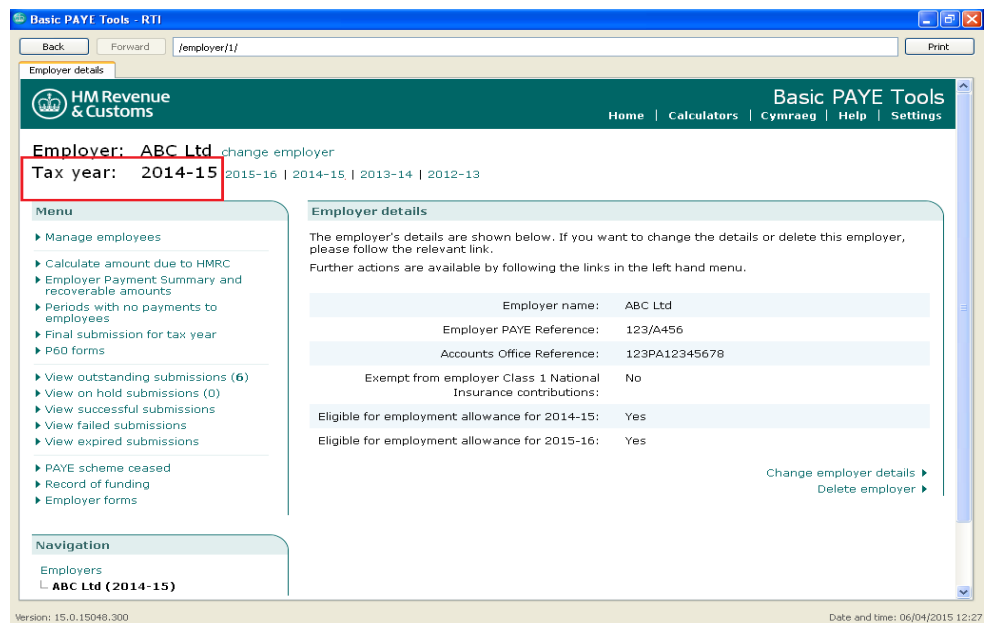 Basic PAYE Tools - RTI
Back Forward /employer/1/ Print
Employer details
HM Revenue
& Customs
Basic PAYE Tools
Home | Calculators | Cymraeg | Help | Settings
Employer: ABC Ltd change employer
Tax year: 2014-15 2015-16 | 2014-15 | 2013-14 | 2012-13
Menu
Manage employees
Calculate amount due to HMRC
Employer Payment Summary and
recoverable amounts
Periods with no payments to
employees
Final submission for tax year
P60 forms
View outstanding submissions (6)
View on hold submissions (0)
View successful submissions
View failed submissions
View expired submissions
PAYE scheme ceased
Record of funding
Employer forms
Navigation
Employers
ABC Ltd (2014-15)
Employer details
The employer's details are shown below. If you want to change the details or delete this employer,
please follow the relevant link.
Further actions are available by following the links in the left hand menu.
Employer name: ABC Ltd
Employer PAYE Reference: 123/A456
Accounts Office Reference: 123PA12345678
Exempt from employer Class 1 National No
Insurance contributions:
Eligible for employment allowance for 2014-15: Yes
Eligible for employment allowance for 2015-16: Yes
Change employer details
Delete employer
Version: 15.0.15048.300 Date and time: 06/04/2015 12:27